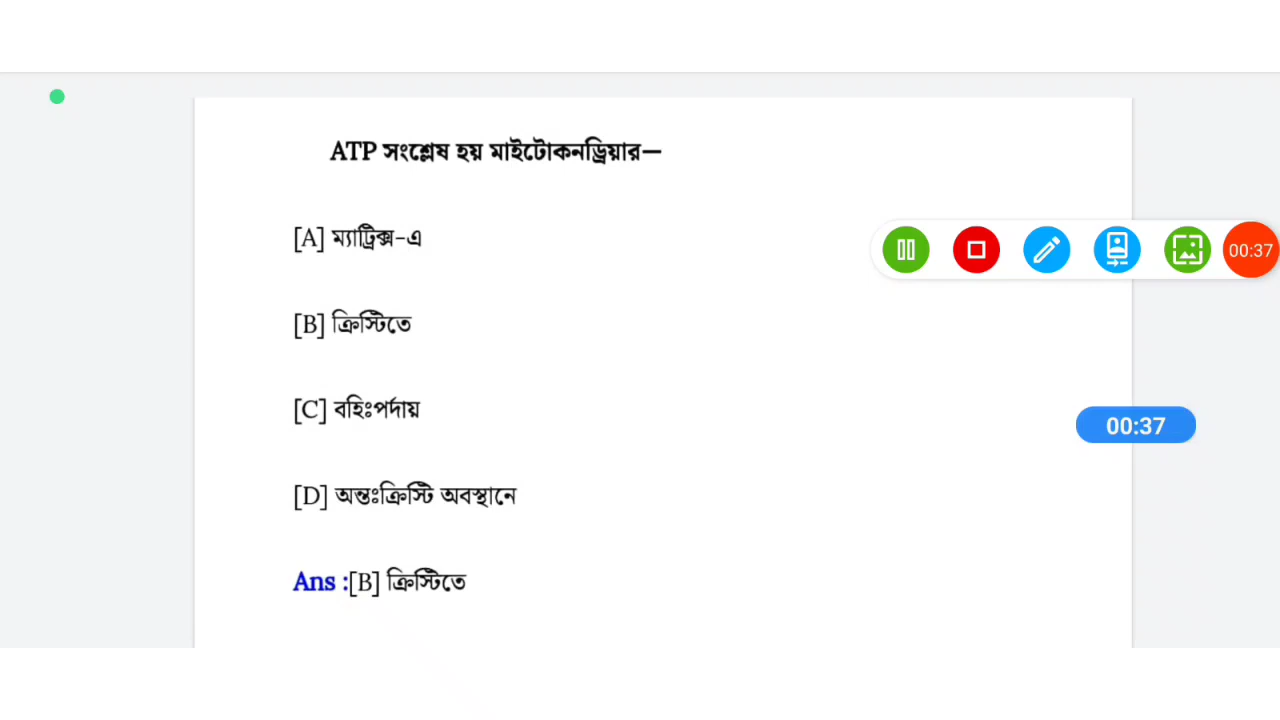 ATP সংশ্লেষ হয় মাইটোকনড্রিয়ার—
[A] ম্যাট্রিক্স-এ
[B] ক্রিস্টিতে
00:37
[C] বহিঃপর্দায়
00:37
[D] অন্তঃক্রিস্টি অবস্থানে
Ans :[B] ক্রিস্টিতে